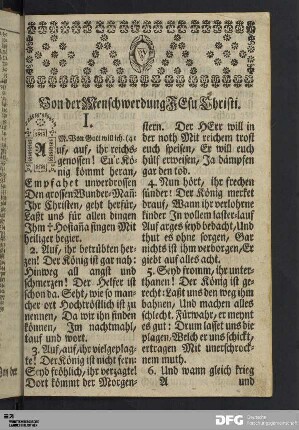 Von der Menschwerdung JEsu Christi.
I.
M. Von Gott will ich. (4)
Auf, auf, ihr reichs-
genossen! Eu'r Kö-
nig kömmt heran,
Empfahet unverdrossen
Den grossen Wunder-Mañ.
Ihr Christen, geht herfür,
Laßt uns für allen dingen
Ihm Hosiaña singen Mit
heiliger begier.
2. Auf, ihr betrübten her-
zen! Der König ist gar nah:
Hinweg all angst und
schmerzen! Der Helfer ist
schon da. Seht, wie so man-
cher ort Hochtröstlich ist zu
nennen, Da wir ihn finden
können, Im nachtmahl,
tauf und wort.
3. Auf, auf, ihr vielgeplag-
te! Der König ist nicht fern:
Seyd fröhlich, ihr verzagte!
Dort kömmt der Morgen-
stern. Der HErr will in
der noth Mit reichem trost
euch speisen, Er will euch
hülf erweisen, Ja dämpfen
gar den tod.
4. Nun hört, ihr frechen
sünder! Der König merket
drauf, Wann ihr verlohrne
kinder In vollem laster-lauf
Auf arges seyd bedacht, Und
thut es ohne sorgen, Gar
nichts ist ihm verborgen, Er
giebt auf alles acht.
5. Seyd fromm, ihr unter-
thanen! Der König ist ge-
recht: Laßt uns den weg ihm
bahnen, Und machen alles
schlecht. Fürwahr, er meynt
es gut: Drum lasset uns die
plagen, Welch er uns schickt,
ertragen Mit unerschrock-
nem muth.
6. Und wann gleich krieg
A und
DFG